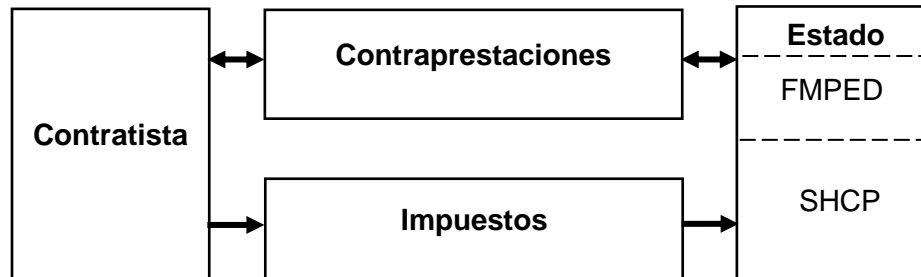 Contratista
Contraprestaciones
Impuestos
Estado
FMPED
SHCP